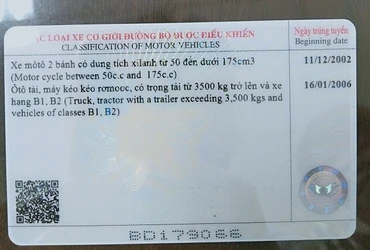 CÁC LOẠI XE CƠ GIỚI ĐƯỜNG BỘ ĐƯỢC ĐIỀU KHIỂN
CLASSIFICATION OF MOTOR VEHICLES
Ngày trúng tuyển
Beginning date
Xe môtô 2 bánh có dung tích xilanh từ 50 đến dưới 175cm3
(Motor cycle between 50c.c and 175c.c)
11/12/2002
Ôtô tải, máy kéo kéo rơmooc, có trọng tải từ 3500 kg trở lên và xe
hạng B1, B2 (Truck, tractor with a trailer exceeding 3,500 kgs and
vehicles of classes B1, B2)
16/01/2006
BD179066